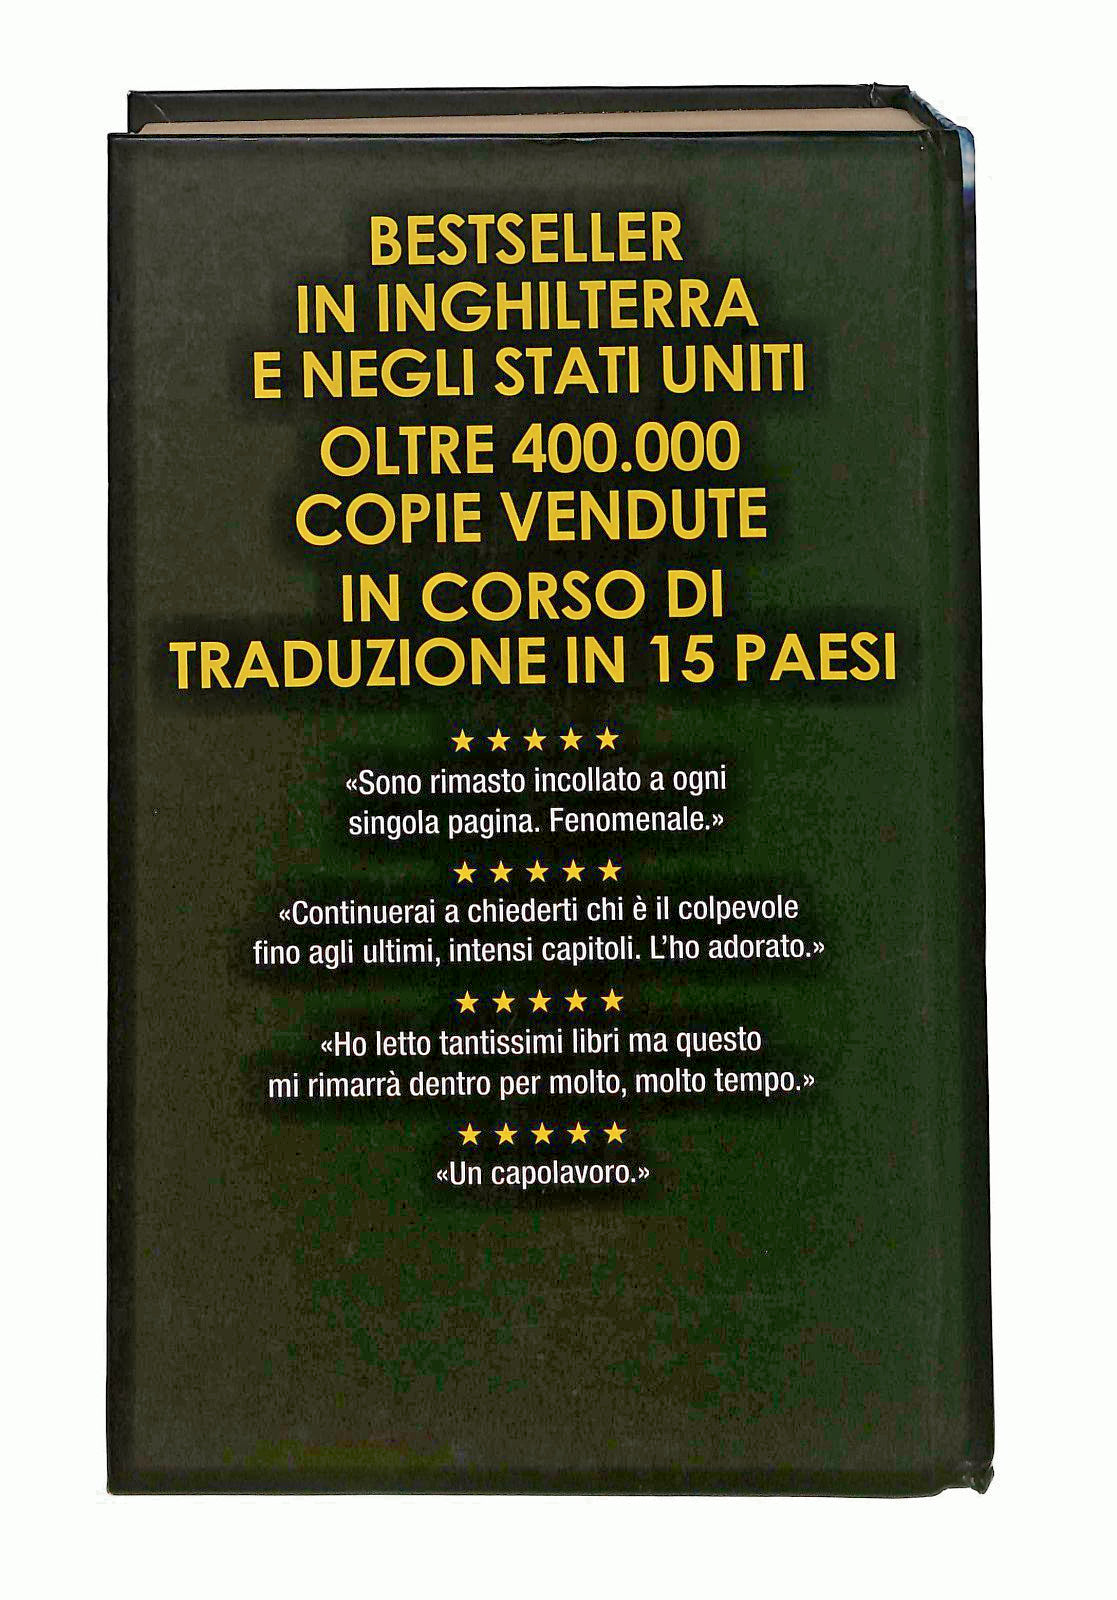 BESTSELLER
IN INGHILTERRA
E NEGLI STATI UNITI
OLTRE 400.000
COPIE VENDUTE
IN CORSO DI
TRADUZIONE IN 15 PAESI
★★★★★
«Sono rimasto incollato a ogni
singola pagina. Fenomenale.»
★★★★★
«Continuerai a chiederti chi è il colpevole
fino agli ultimi, intensi capitoli. L’ho adorato.»
★★★★★
«Ho letto tantissimi libri ma questo
mi rimarrà dentro per molto, molto tempo.»
★★★★★
«Un capolavoro.»